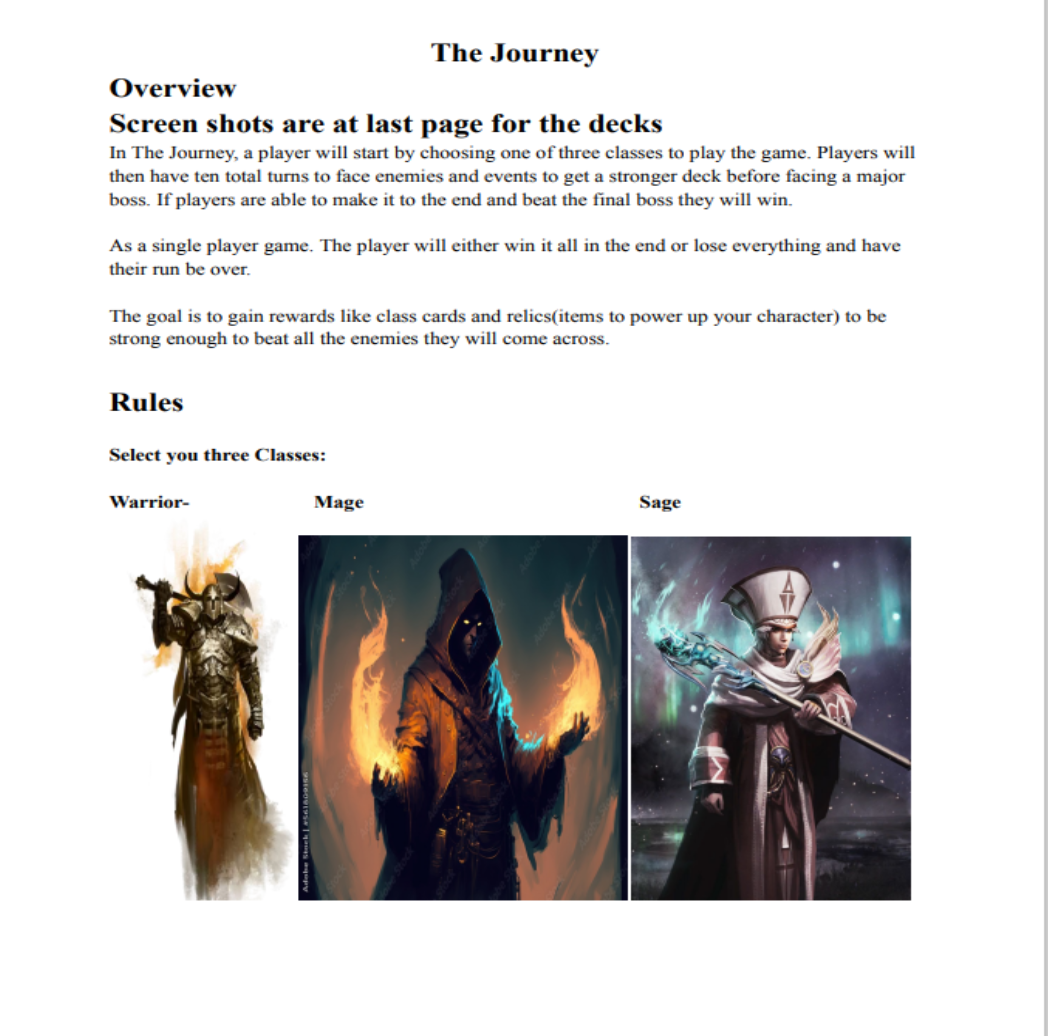 The Journey
Overview
Screen shots are at last page for the decks
In The Journey, a player will start by choosing one of three classes to play the game. Players will
then have ten total turns to face enemies and events to get a stronger deck before facing a major
boss. If players are able to make it to the end and beat the final boss they will win.
As a single player game. The player will either win it all in the end or lose everything and have
their run be over.
The goal is to gain rewards like class cards and relics(items to power up your character) to be
strong enough to beat all the enemies they will come across.
Rules
Select you three Classes:
Warrior- Mage Sage